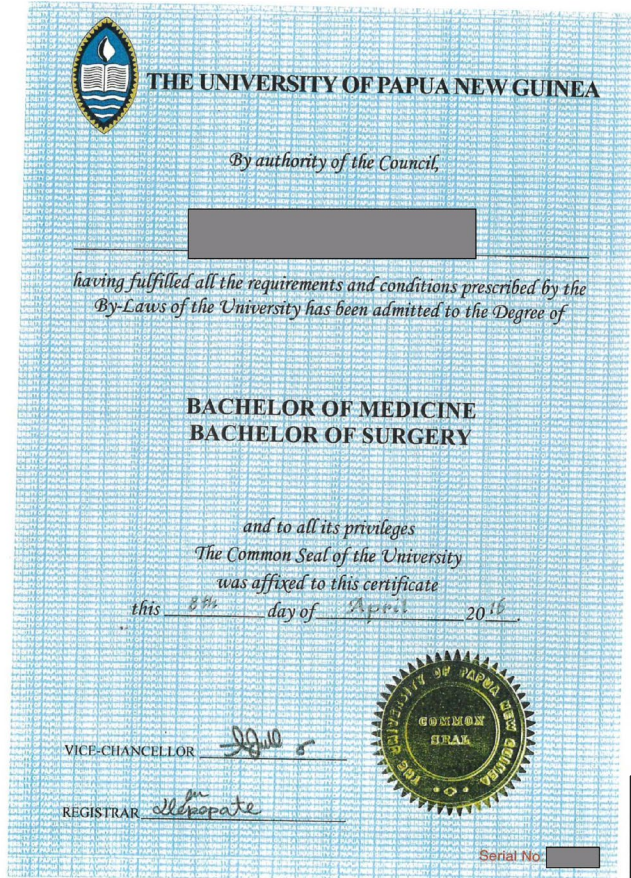 THE UNIVERSITY OF PAPUA NEW GUINEA
By authority of the Council,
having fulfilled all the requirements and conditions prescribed by the
By-Laws of the University has been admitted to the Degree of
BACHELOR OF MEDICINE
BACHELOR OF SURGERY
and to all its privileges
The Common Seal of the University
was affixed to this certificate
this 8th day of April 2016.
THE UNIVERSITY OF PAPUA NEW GUINEA
COMMON
SEAL
VICE-CHANCELLOR
REGISTRAR
Serial No